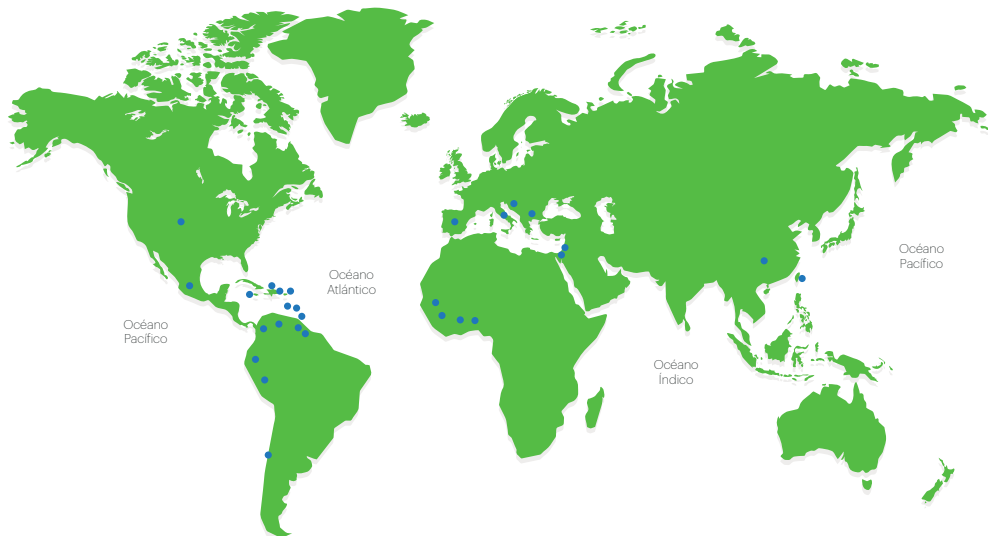 Océano
Atlántico
Océano
Pacífico
Océano
Pacífico
Océano
Índico